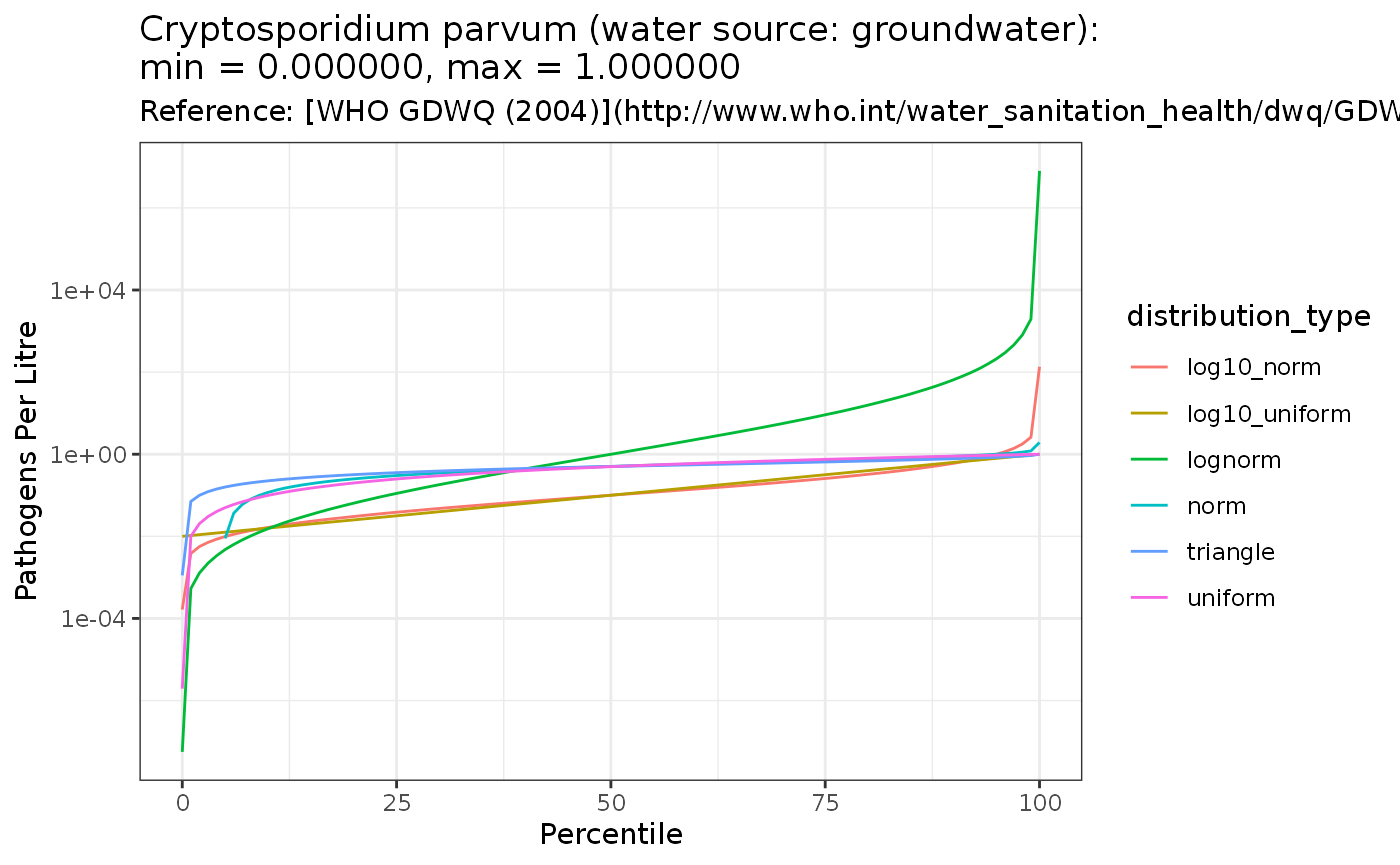 Cryptosporidium parvum (water source: groundwater):
min = 0.000000, max = 1.000000
Reference: [WHO GDWQ (2004)](http://www.who.int/water_sanitation_health/dwq/GDW
Pathogens Per Litre
1e+04
1e+00
1e-04
0 25 50 75 100
Percentile
distribution_type
log10_norm
log10_uniform
lognorm
norm
triangle
uniform